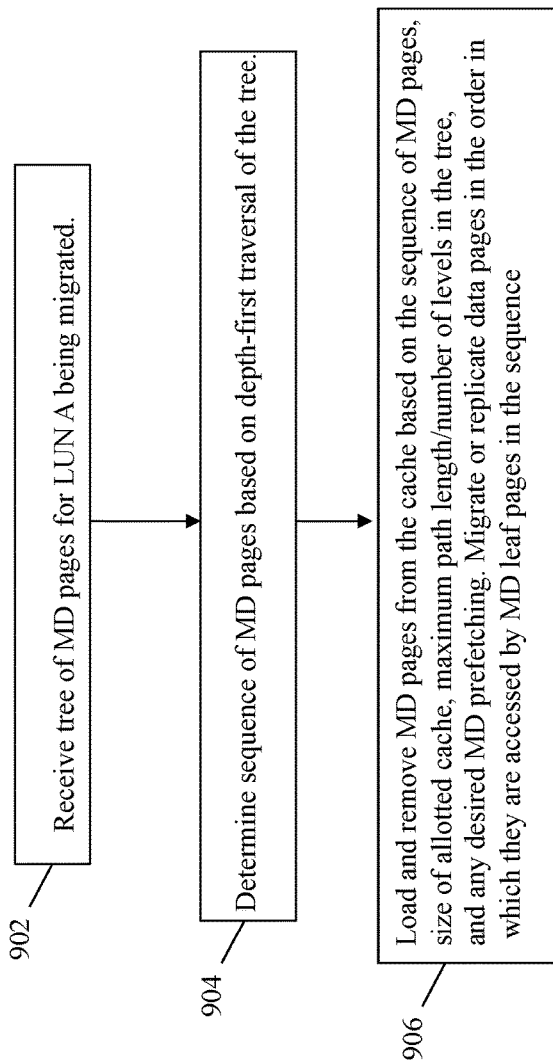 902
Receive tree of MD pages for LUN A being migrated.
904
Determine sequence of MD pages based on depth-first traversal of the tree.
906
Load and remove MD pages from the cache based on the sequence of MD pages,
size of allotted cache, maximum path length/number of levels in the tree,
and any desired MD prefetching. Migrate or replicate data pages in the order in
which they are accessed by MD leaf pages in the sequence